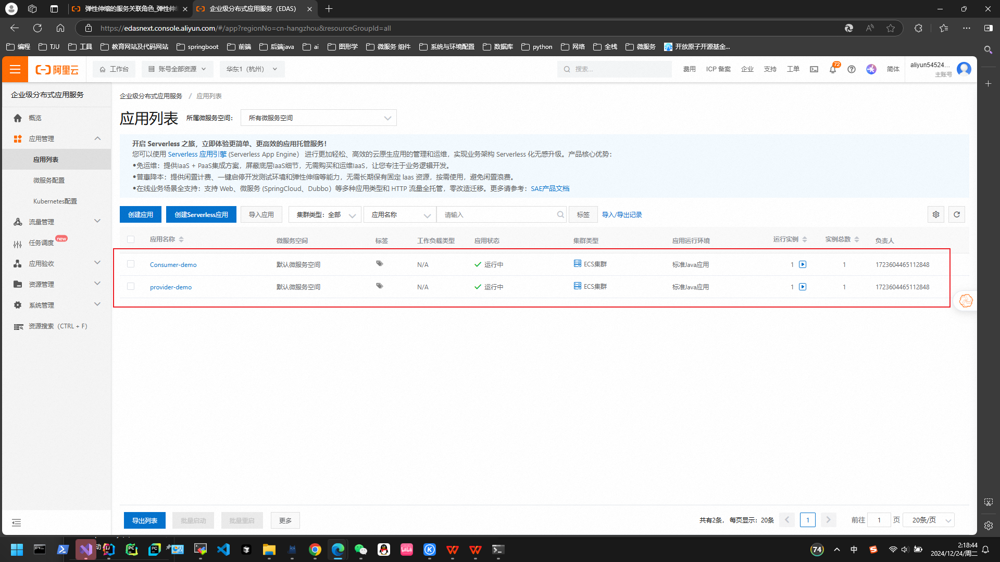 弹性伸缩的服务关联角色_弹性伸
企业级分布式应用服务（EDAS）
https://edasnext.console.aliyun.com/#/app?regionNo=cn-hangzhou&resourceGroupId=all
编程
TJU
工具
教育网站及代码网站
springboot
前端
后端java
ai
图形学
微服务 组件
系统与环境配置
数据库
python
网络
全栈
微服务
开放原子开源基金...
阿里云
工作台
账号全部资源
华东1（杭州）
搜索...
费用
ICP 备案
企业
支持
工单
72
简体
aliyun54524...
主账号
企业级分布式应用服务
概览
应用管理
应用列表
微服务配置
Kubernetes配置
流量管理
任务调度
new
应用验收
资源管理
系统管理
资源搜索（CTRL + F）
企业级分布式应用服务 / 应用列表
应用列表
所属微服务空间：
所有微服务空间
开启 Serverless 之旅，立即体验更简单、更高效的应用托管服务！
您可以使用 Serverless 应用引擎 (Serverless App Engine） 进行更加轻松、高效的云原生应用的管理和运维，实现业务架构 Serverless 化无感升级。产品核心优势：
•免运维：提供IaaS + PaaS集成方案，屏蔽底层IaaS细节，无需购买和运维IaaS，让您专注于业务逻辑开发。
•普惠降本：提供闲置计费、一键启停开发测试环境和弹性伸缩等能力，无需长期保有固定 Iaas 资源，按需使用，避免闲置浪费。
•在线业务场景全支持：支持 Web、微服务 (SpringCloud、Dubbo）等多种应用类型和 HTTP 流量全托管，零改造迁移。更多请参考：SAE产品文档
创建应用
创建Serverless应用
导入应用
集群类型：全部
应用名称
请输入
标签
导入/导出记录
应用名称 微服务空间 标签 工作负载类型 应用状态 集群类型 应用运行环境 运行实例 实例总数 负责人
Consumer-demo 默认微服务空间 N/A 运行中 ECS集群 标准Java应用 1 1 1723604465112848
provider-demo 默认微服务空间 N/A 运行中 ECS集群 标准Java应用 1 1 1723604465112848
导出列表
批量启动
批量重启
更多
共有2条， 每页显示：20条
1
前往 1 页
20条/页
动
74
中
2:18:44
2024/12/24/周二